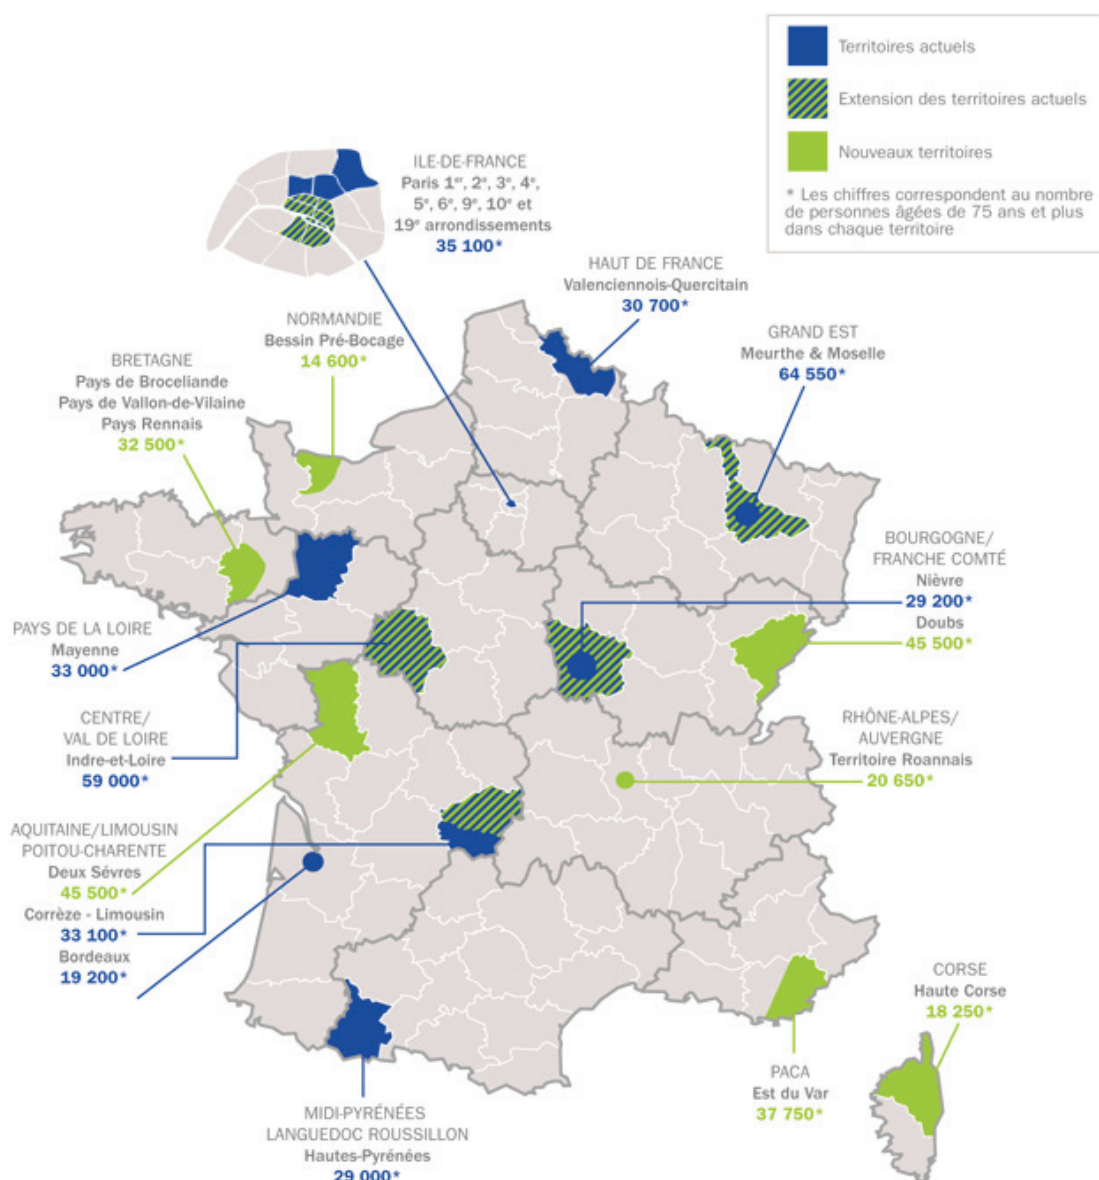 Territoires actuels
Extension des territoires actuels
Nouveaux territoires
* Les chiffres correspondent au nombre
de personnes âgées de 75 ans et plus
dans chaque territoire
ILE-DE-FRANCE
Paris 1er, 2e, 3e, 4e,
5e, 6e, 9e, 10e et
19e arrondissements
35 100*
HAUT DE FRANCE
Valenciennois-Quercitain
30 700*
GRAND EST
Meurthe & Moselle
64 550*
NORMANDIE
Bessin Pré-Bocage
14 600*
BRETAGNE
Pays de Broceliande
Pays de Vallon-de-Vilaine
Pays Rennais
32 500*
BOURGOGNE/
FRANCHE COMTÉ
Nièvre
29 200*
Doubs
45 500*
PAYS DE LA LOIRE
Mayenne
33 000*
CENTRE/
VAL DE LOIRE
Indre-et-Loire
59 000*
RHÔNE-ALPES/
AUVERGNE
Territoire Roannais
20 650*
AQUITAINE/LIMOUSIN
POITOU-CHARENTE
Deux Sévres
45 500*
Corrèze - Limousin
33 100*
Bordeaux
19 200*
CORSE
Haute Corse
18 250*
PACA
Est du Var
37 750*
MIDI-PYRÉNÉES
LANGUEDOC ROUSSILLON
Hautes-Pyrénées
29 000*